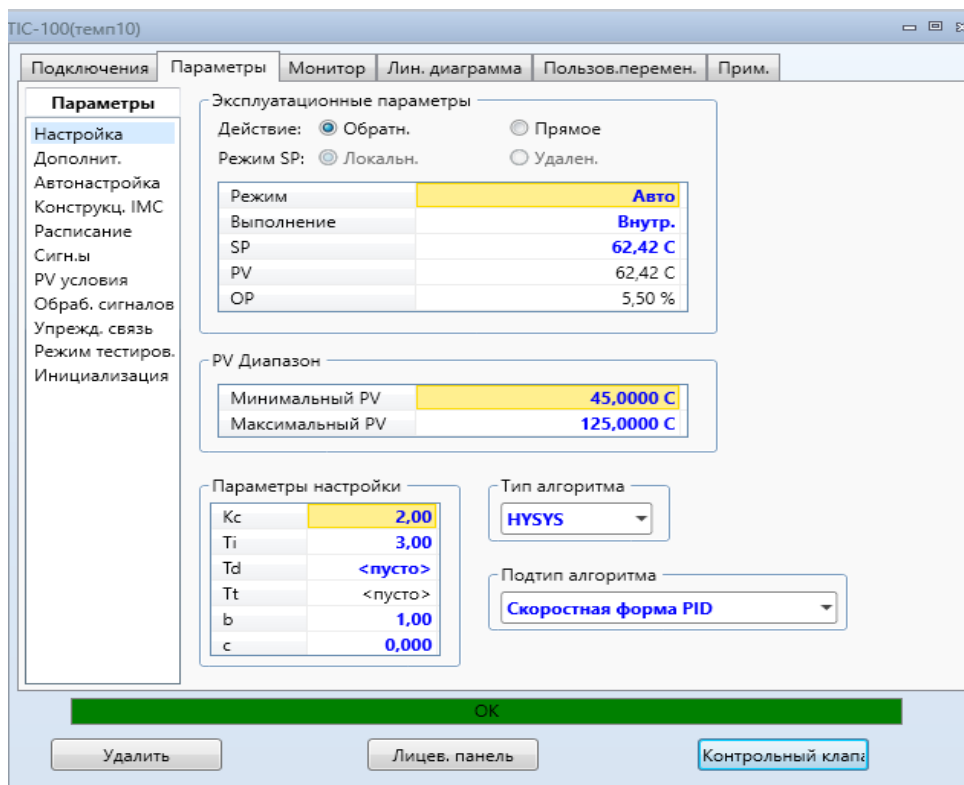 TIC-100(темп10)
Подключения Параметры Монитор Лин. диаграмма Пользов.перемен. Прим.
Параметры
Настройка
Дополнит.
Автонастройка
Конструкц. IMC
Расписание
Сигн.ы
PV условия
Обраб. сигналов
Упрежд. связь
Режим тестиров.
Инициализация
Эксплуатационные параметры
Действие: Обратн. Прямое
Режим SP: Локальн. Удален.
Режим Авто
Выполнение Внутр.
SP 62,42 C
PV 62,42 C
OP 5,50 %
PV Диапазон
Минимальный PV 45,0000 C
Максимальный PV 125,0000 C
Параметры настройки
Kc 2,00
Ti 3,00
Td <пусто>
Tt <пусто>
b 1,00
c 0,000
Тип алгоритма
HYSYS
Подтип алгоритма
Скоростная форма PID
OK
Удалить Лицев. панель Контрольный клапа